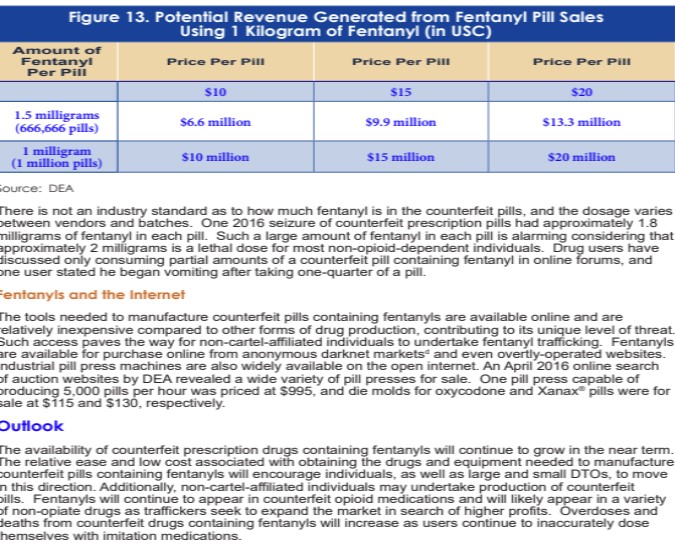 Figure 13. Potential Revenue Generated from Fentanyl Pill Sales
Using 1 Kilogram of Fentanyl (in USC)
Amount of
Fentanyl
Per Pill
Price Per Pill
Price Per Pill
Price Per Pill
$10
$15
$20
1.5 milligrams
(666,666 pills)
$6.6 million
$9.9 million
$13.3 million
1 milligram
(1 million pills)
$10 million
$15 million
$20 million
Source: DEA
There is not an industry standard as to how much fentanyl is in the counterfeit pills, and the dosage varies
between vendors and batches. One 2016 seizure of counterfeit prescription pills had approximately 1.8
milligrams of fentanyl in each pill. Such a large amount of fentanyl in each pill is alarming considering that
approximately 2 milligrams is a lethal dose for most non-opioid-dependent individuals. Drug users have
discussed only consuming partial amounts of a counterfeit pill containing fentanyl in online forums, and
one user stated he began vomiting after taking one-quarter of a pill.
Fentanyls and the Internet
The tools needed to manufacture counterfeit pills containing fentanyls are available online and are
relatively inexpensive compared to other forms of drug production, contributing to its unique level of threat.
Such access paves the way for non-cartel-affiliated individuals to undertake fentanyl trafficking. Fentanyls
are available for purchase online from anonymous darknet markets⁴ and even overtly-operated websites.
Industrial pill press machines are also widely available on the open internet. An April 2016 online search
of auction websites by DEA revealed a wide variety of pill presses for sale. One pill press capable of
producing 5,000 pills per hour was priced at $995, and die molds for oxycodone and Xanax® pills were for
sale at $115 and $130, respectively.
Outlook
The availability of counterfeit prescription drugs containing fentanyls will continue to grow in the near term.
The relative ease and low cost associated with obtaining the drugs and equipment needed to manufacture
counterfeit pills containing fentanyls will encourage individuals, as well as large and small DTOs, to move
in this direction. Additionally, non-cartel-affiliated individuals may undertake production of counterfeit
pills. Fentanyls will continue to appear in counterfeit opioid medications and will likely appear in a variety
of non-opiate drugs as traffickers seek to expand the market in search of higher profits. Overdoses and
deaths from counterfeit drugs containing fentanyls will increase as users continue to inaccurately dose
themselves with imitation medications.